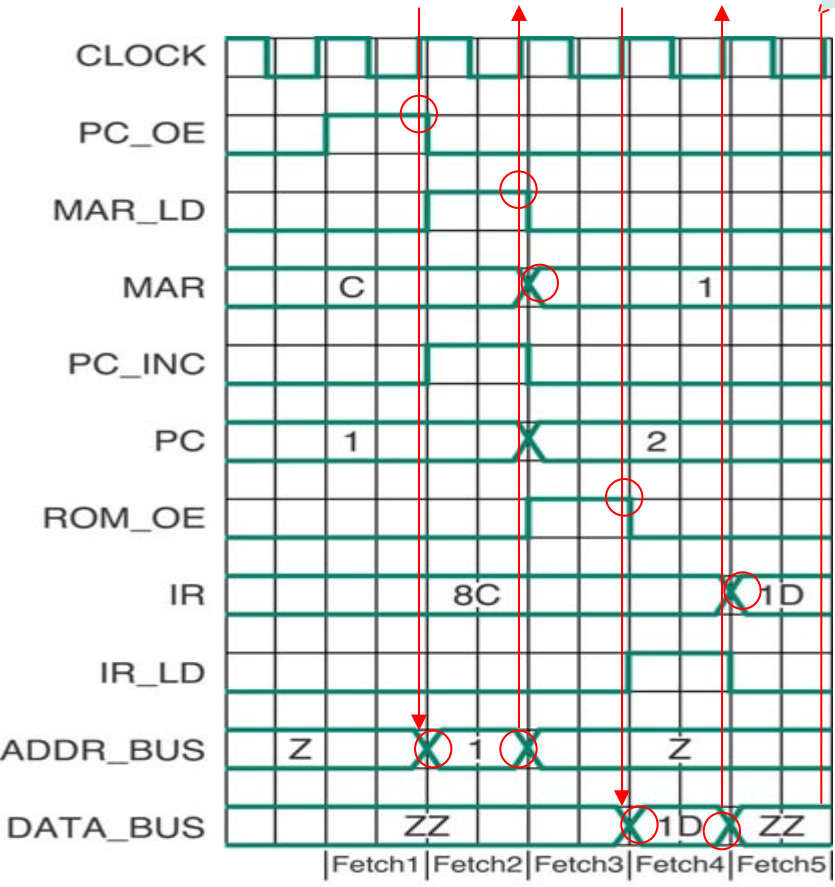 CLOCK
PC_OE
MAR_LD
MAR C 1
PC_INC
PC 1 2
ROM_OE
IR 8C 1D
IR_LD
ADDR_BUS Z 1 Z
DATA_BUS ZZ 1D ZZ
|Fetch1|Fetch2|Fetch3|Fetch4|Fetch5|